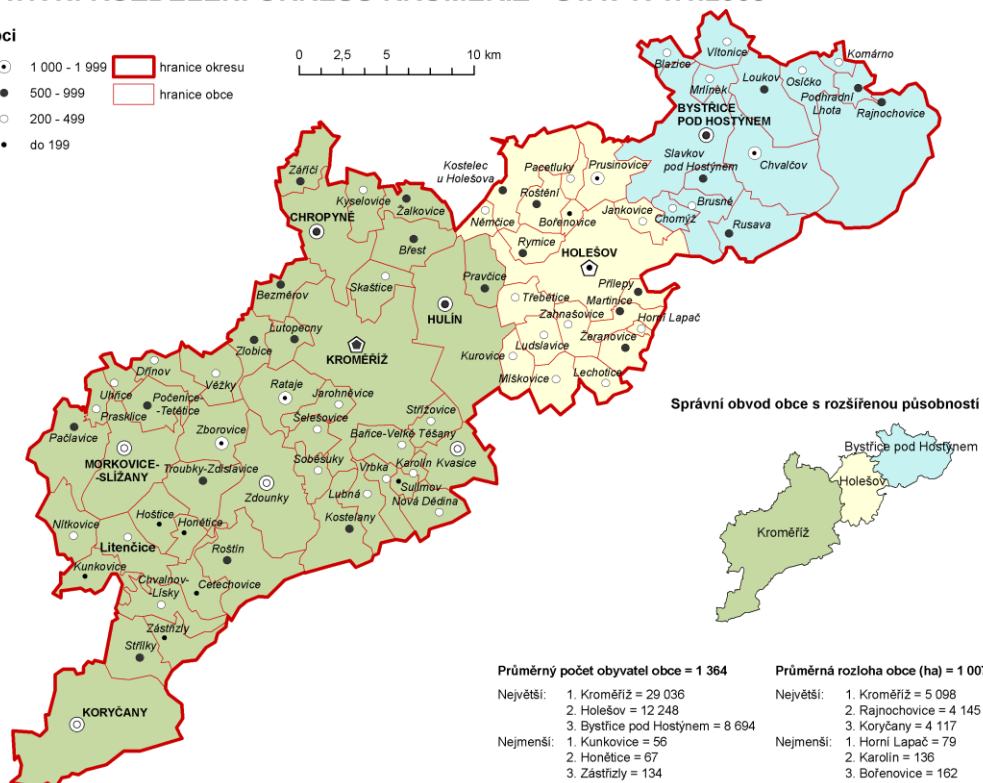 bci
1 000 - 1 999
500 - 999
200 - 499
do 199
hranice okresu
hranice obce
0 2,5 5 10 km
Vítonice
Blazice
Komárno
Loukov
Osíčko
Mrlínek
Podhradní
Lhota
Rajnochovice
BYSTŘICE
POD HOSTÝNEM
Slavkov
pod Hostýnem
Chvalčov
Brusné
Chomýž
Rusava
Kostelec
u Holešova
Pacetluky
Prusinovice
Roštění
Bořenovice
Jankovice
Němčice
Rymice
HOLEŠOV
Přílepy
Martinice
Třebětice
Zahnašovice
Horní Lapač
Ludslavice
Žeranovice
Kurovice
Míškovice
Lechotice
Záříčí
Kyselovice
Žalkovice
CHROPYNĚ
Břest
Pravčice
Skaštice
Bezměrov
HULÍN
Lutopecny
Zlobice
KROMĚŘÍŽ
Dřínov
Věžky
Rataje
Jarohněvice
Uhřice
Počenice-
-Tetětice
Prasklice
Šelešovice
Střížovice
Pačlavice
Zborovice
Bařice-Velké Těšany
MORKOVICE-
-SLÍŽANY
Troubky-Zdislavice
Soběsuky
Vrbka
Karolín
Kvasice
Zdounky
Lubná
Sulimov
Nová Dědina
Hoštice
Honětice
Kostelany
Nítkovice
Litenčice
Roštín
Kunkovice
Chvalnov-
-Lísky
Cetechovice
Zástřizly
Střílky
KORYČANY
Správní obvod obce s rozšířenou působností
Bystřice pod Hostýnem
Holešov
Kroměříž
Průměrný počet obyvatel obce = 1 364
Největší: 1. Kroměříž = 29 036
2. Holešov = 12 248
3. Bystřice pod Hostýnem = 8 694
Nejmenší: 1. Kunkovice = 56
2. Honětice = 67
3. Zástřizly = 134
Průměrná rozloha obce (ha) = 1 007
Největší: 1. Kroměříž = 5 098
2. Rajnochovice = 4 145
3. Koryčany = 4 117
Nejmenší: 1. Horní Lapač = 79
2. Karolín = 136
3. Bořenovice = 162